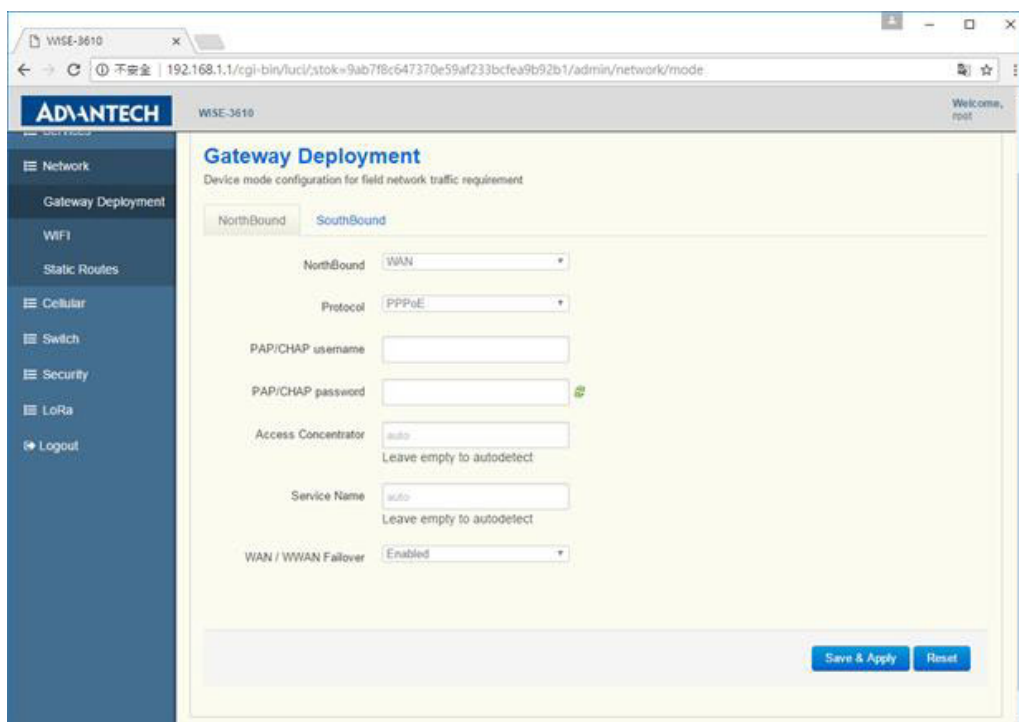 WISE-3610
不安全 | 192.168.1.1/cgi-bin/luci/;stok=9ab7f8c647370e59af233bcfea9b92b1/admin/network/mode
ADVANTECH
WISE-3610
Welcome,
root
Services
Network
Gateway Deployment
WIFI
Static Routes
Cellular
Switch
Security
LoRa
Logout
Gateway Deployment
Device mode configuration for field network traffic requirement
NorthBound SouthBound
NorthBound WAN
Protocol PPPoE
PAP/CHAP username
PAP/CHAP password
Access Concentrator auto
Leave empty to autodetect
Service Name auto
Leave empty to autodetect
WAN / WWAN Failover Enabled
Save & Apply Reset